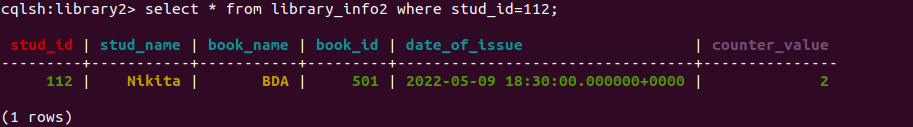 cqlsh:library2> select * from library_info2 where stud_id=112;
stud_id | stud_name | book_name | book_id | date_of_issue | counter_value
---------+-----------+-----------+---------+---------------------------------+---------------
112 | Nikita | BDA | 501 | 2022-05-09 18:30:00.000000+0000 | 2
(1 rows)